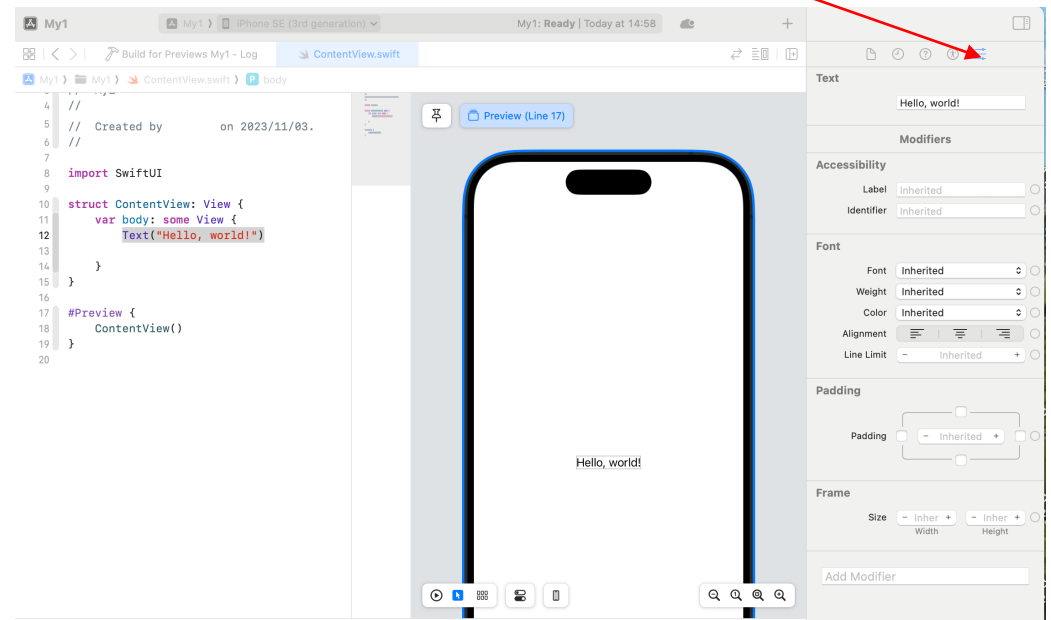 My1
My1 ⟩ iPhone SE (3rd generation)
My1: Ready | Today at 14:58
Build for Previews My1 - Log
ContentView.swift
My1 ⟩ My1 ⟩ ContentView.swift ⟩ P body
4 //
5 // Created by on 2023/11/03.
6 //
7
8 import SwiftUI
9
10 struct ContentView: View {
11 var body: some View {
12 Text("Hello, world!")
13
14 }
15 }
16
17 #Preview {
18 ContentView()
19 }
20
Preview (Line 17)
Hello, world!
Text
Hello, world!
Modifiers
Accessibility
Label Inherited
Identifier Inherited
Font
Font Inherited
Weight Inherited
Color Inherited
Alignment
Line Limit - Inherited +
Padding
Padding - Inherited +
Frame
Size - Inher + - Inher +
Width Height
Add Modifier